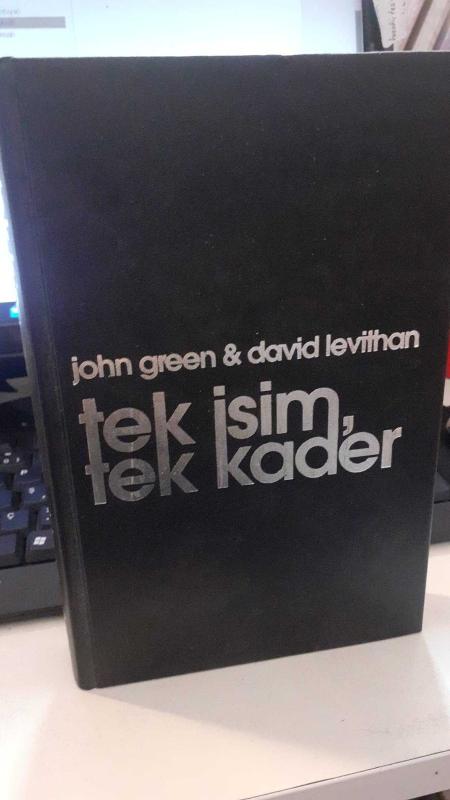 john green & david levithan
tek isim,
tek kader